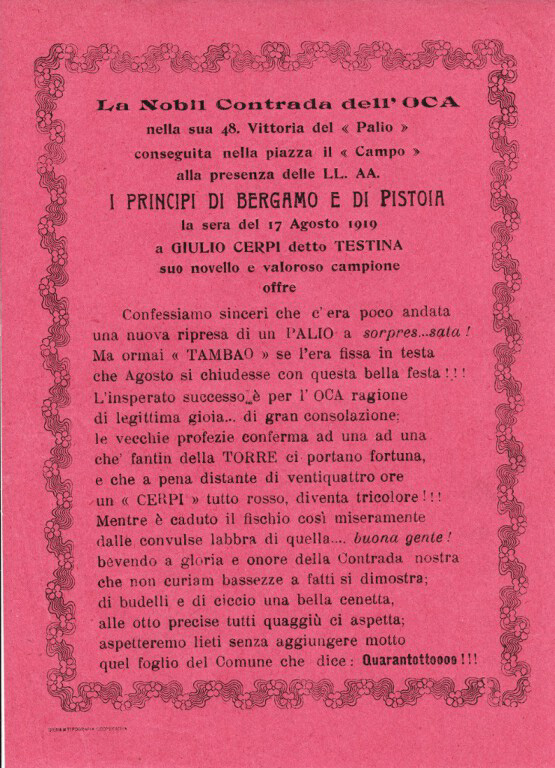 La Nobil Contrada dell' OCA
nella sua 48. Vittoria del « Palio »
conseguita nella piazza il « Campo »
alla presenza delle LL. AA.
I PRINCIPI DI BERGAMO E DI PISTOIA
la sera del 17 Agosto 1919
a GIULIO CERPI detto TESTINA
suo novello e valoroso campione
offre
Confessiamo sinceri che c'era poco andata
una nuova ripresa di un PALIO a sorpres...sata !
Ma ormai « TAMBAO » se l'era fissa in testa
che Agosto si chiudesse con questa bella festa ! ! !
L'insperato successo è per l' OCA ragione
di legittima gioia... di gran consolazione;
le vecchie profezie conferma ad una ad una
che' fantin della TORRE ci portano fortuna,
e che a pena distante di ventiquattro ore
un « CERPI » tutto rosso, diventa tricolore ! ! !
Mentre è caduto il fischio così miseramente
dalle convulse labbra di quella.... buona gente !
bevendo a gloria e onore della Contrada nostra
che non curiam bassezze a fatti si dimostra;
di budelli e di ciccio una bella cenetta,
alle otto precise tutti quaggiù ci aspetta;
aspetteremo lieti senza aggiungere motto
quel foglio del Comune che dice : Quarantottoooo ! ! !